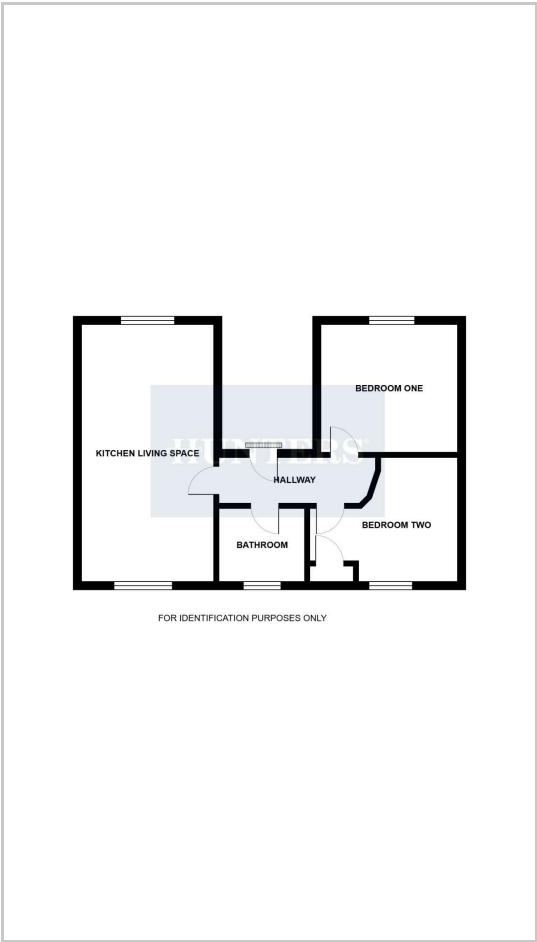 BEDROOM ONE
KITCHEN LIVING SPACE
HUNTERS
HALLWAY
BEDROOM TWO
BATHROOM
FOR IDENTIFICATION PURPOSES ONLY